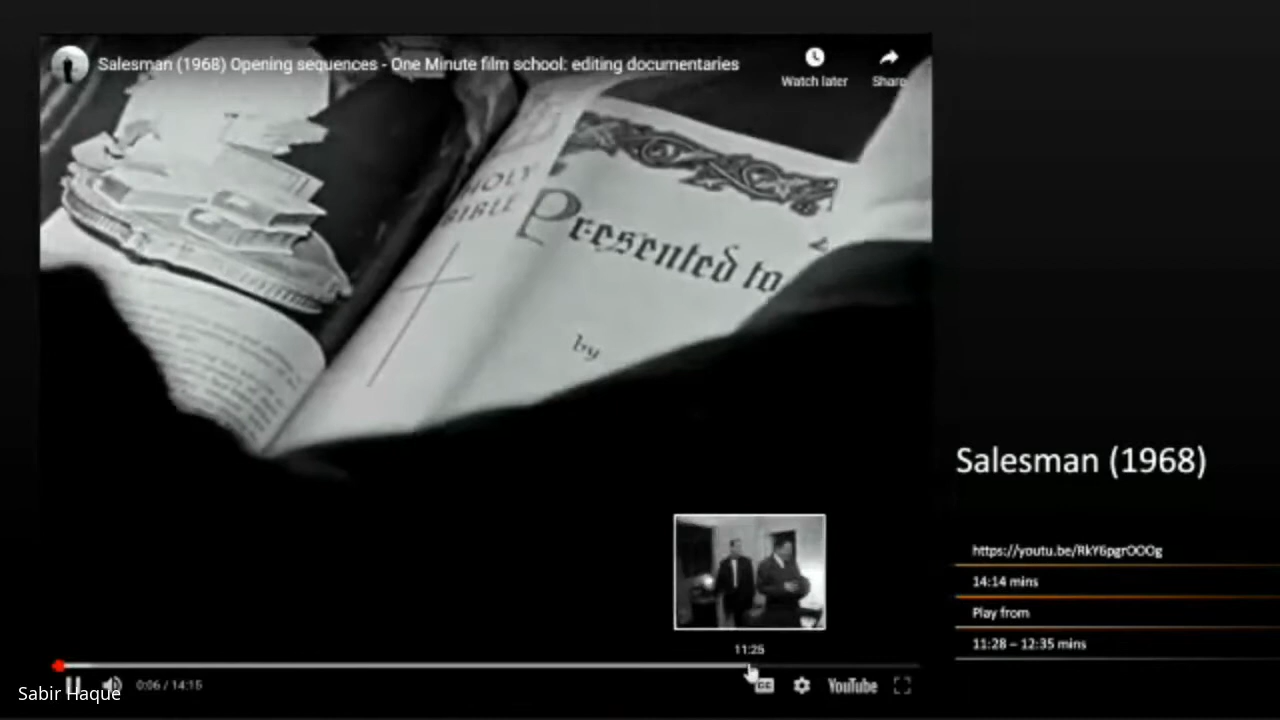 Salesman (1968) Opening sequences - One Minute film school: editing documentaries
Watch later
Share
HOLY
BIBLE
Presented to
by
Salesman (1968)
https://youtu.be/RkY6pgrOOOg
14:14 mins
Play from
11:28 – 12:35 mins
11:25
0:06 / 14:15
CC
YouTube
Sabir Haque